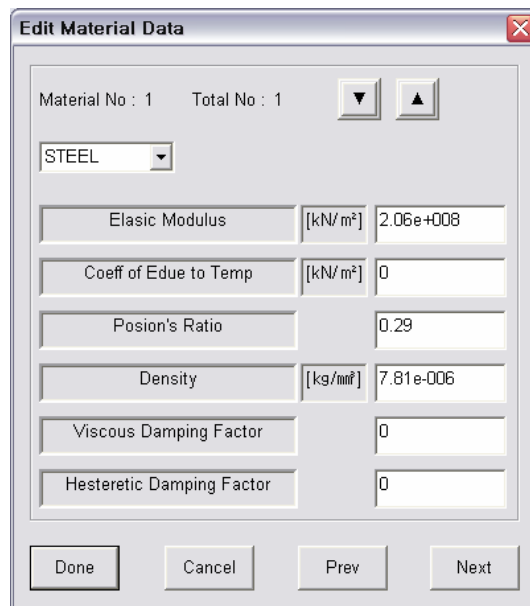 Edit Material Data
Material No : 1 Total No : 1
STEEL
Elasic Modulus [kN/m²] 2.06e+008
Coeff of Edue to Temp [kN/m²] 0
Posion's Ratio 0.29
Density [kg/mm³] 7.81e-006
Viscous Damping Factor 0
Hesteretic Damping Factor 0
Done Cancel Prev Next